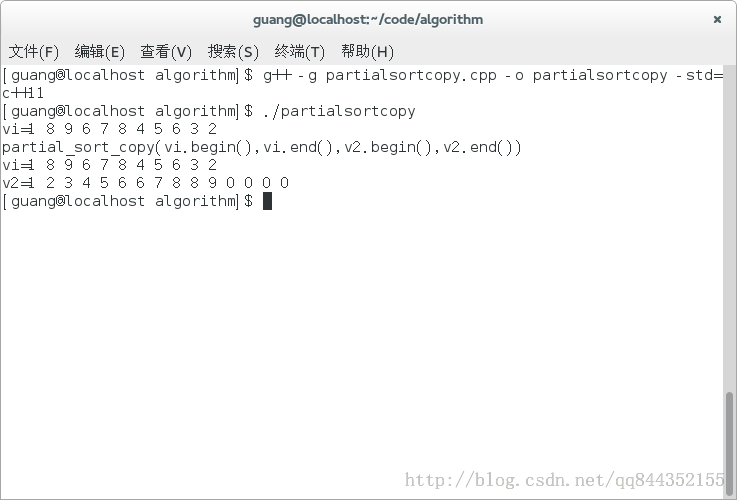 guang@localhost:~/code/algorithm ×
文件(F) 编辑(E) 查看(V) 搜索(S) 终端(T) 帮助(H)
[guang@localhost algorithm]$ g++ -g partialsortcopy.cpp -o partialsortcopy -std=
c++11
[guang@localhost algorithm]$ ./partialsortcopy
vi=1 8 9 6 7 8 4 5 6 3 2
partial_sort_copy(vi.begin(),vi.end(),v2.begin(),v2.end())
vi=1 8 9 6 7 8 4 5 6 3 2
v2=1 2 3 4 5 6 6 7 8 8 9 0 0 0 0
[guang@localhost algorithm]$
http://blog.csdn.net/qq844352155